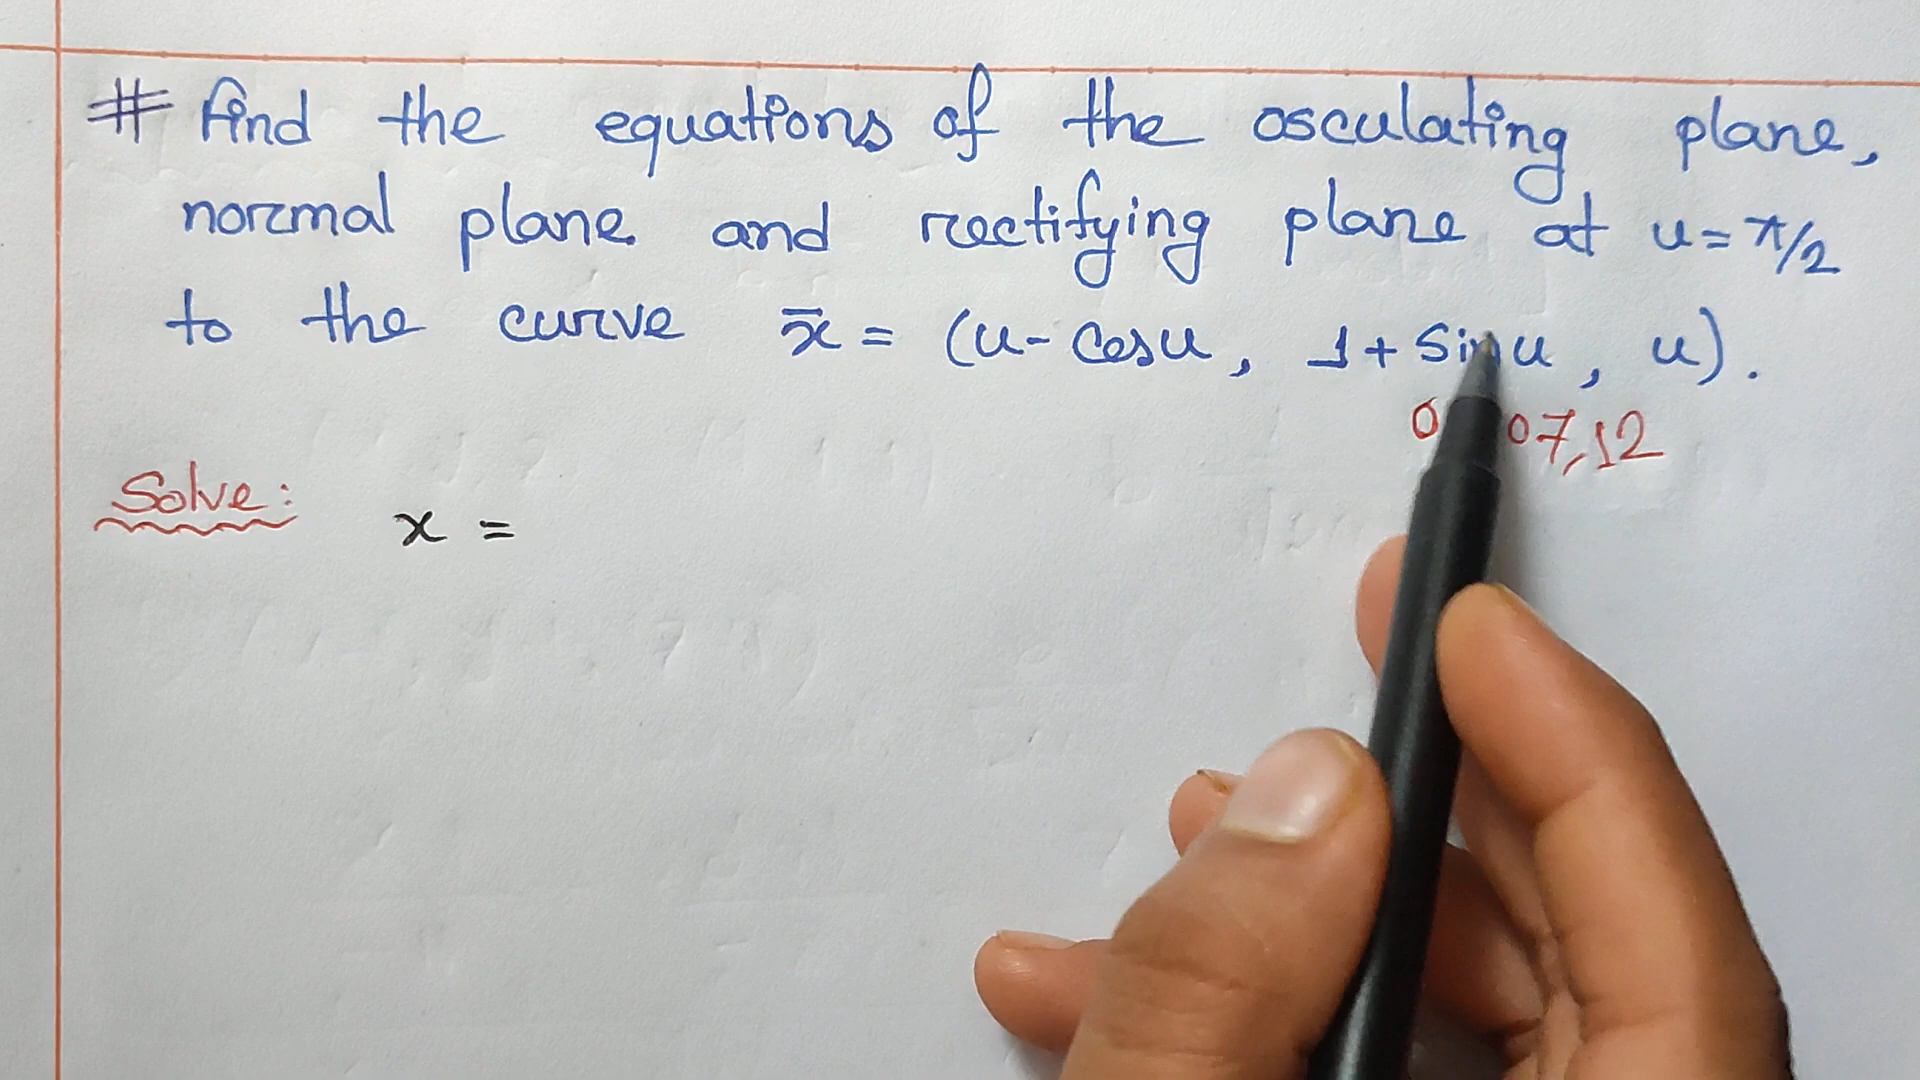 # find the equations of the osculating plane,
normal plane and rectifying plane at u = π/2
to the curve x̄ = (u - cosu, 1 + sinu, u).
07,12
Solve: x =